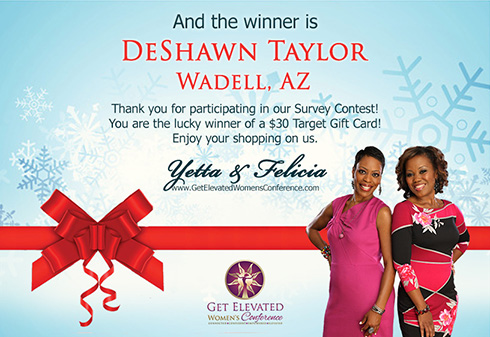 And the winner is
DeShawn Taylor
Wadell, AZ
Thank you for participating in our Survey Contest!
You are the lucky winner of a $30 Target Gift Card!
Enjoy your shopping on us.
Yetta & Felicia
www.GetElevatedWomensConference.com
Get Elevated
Women's Conference